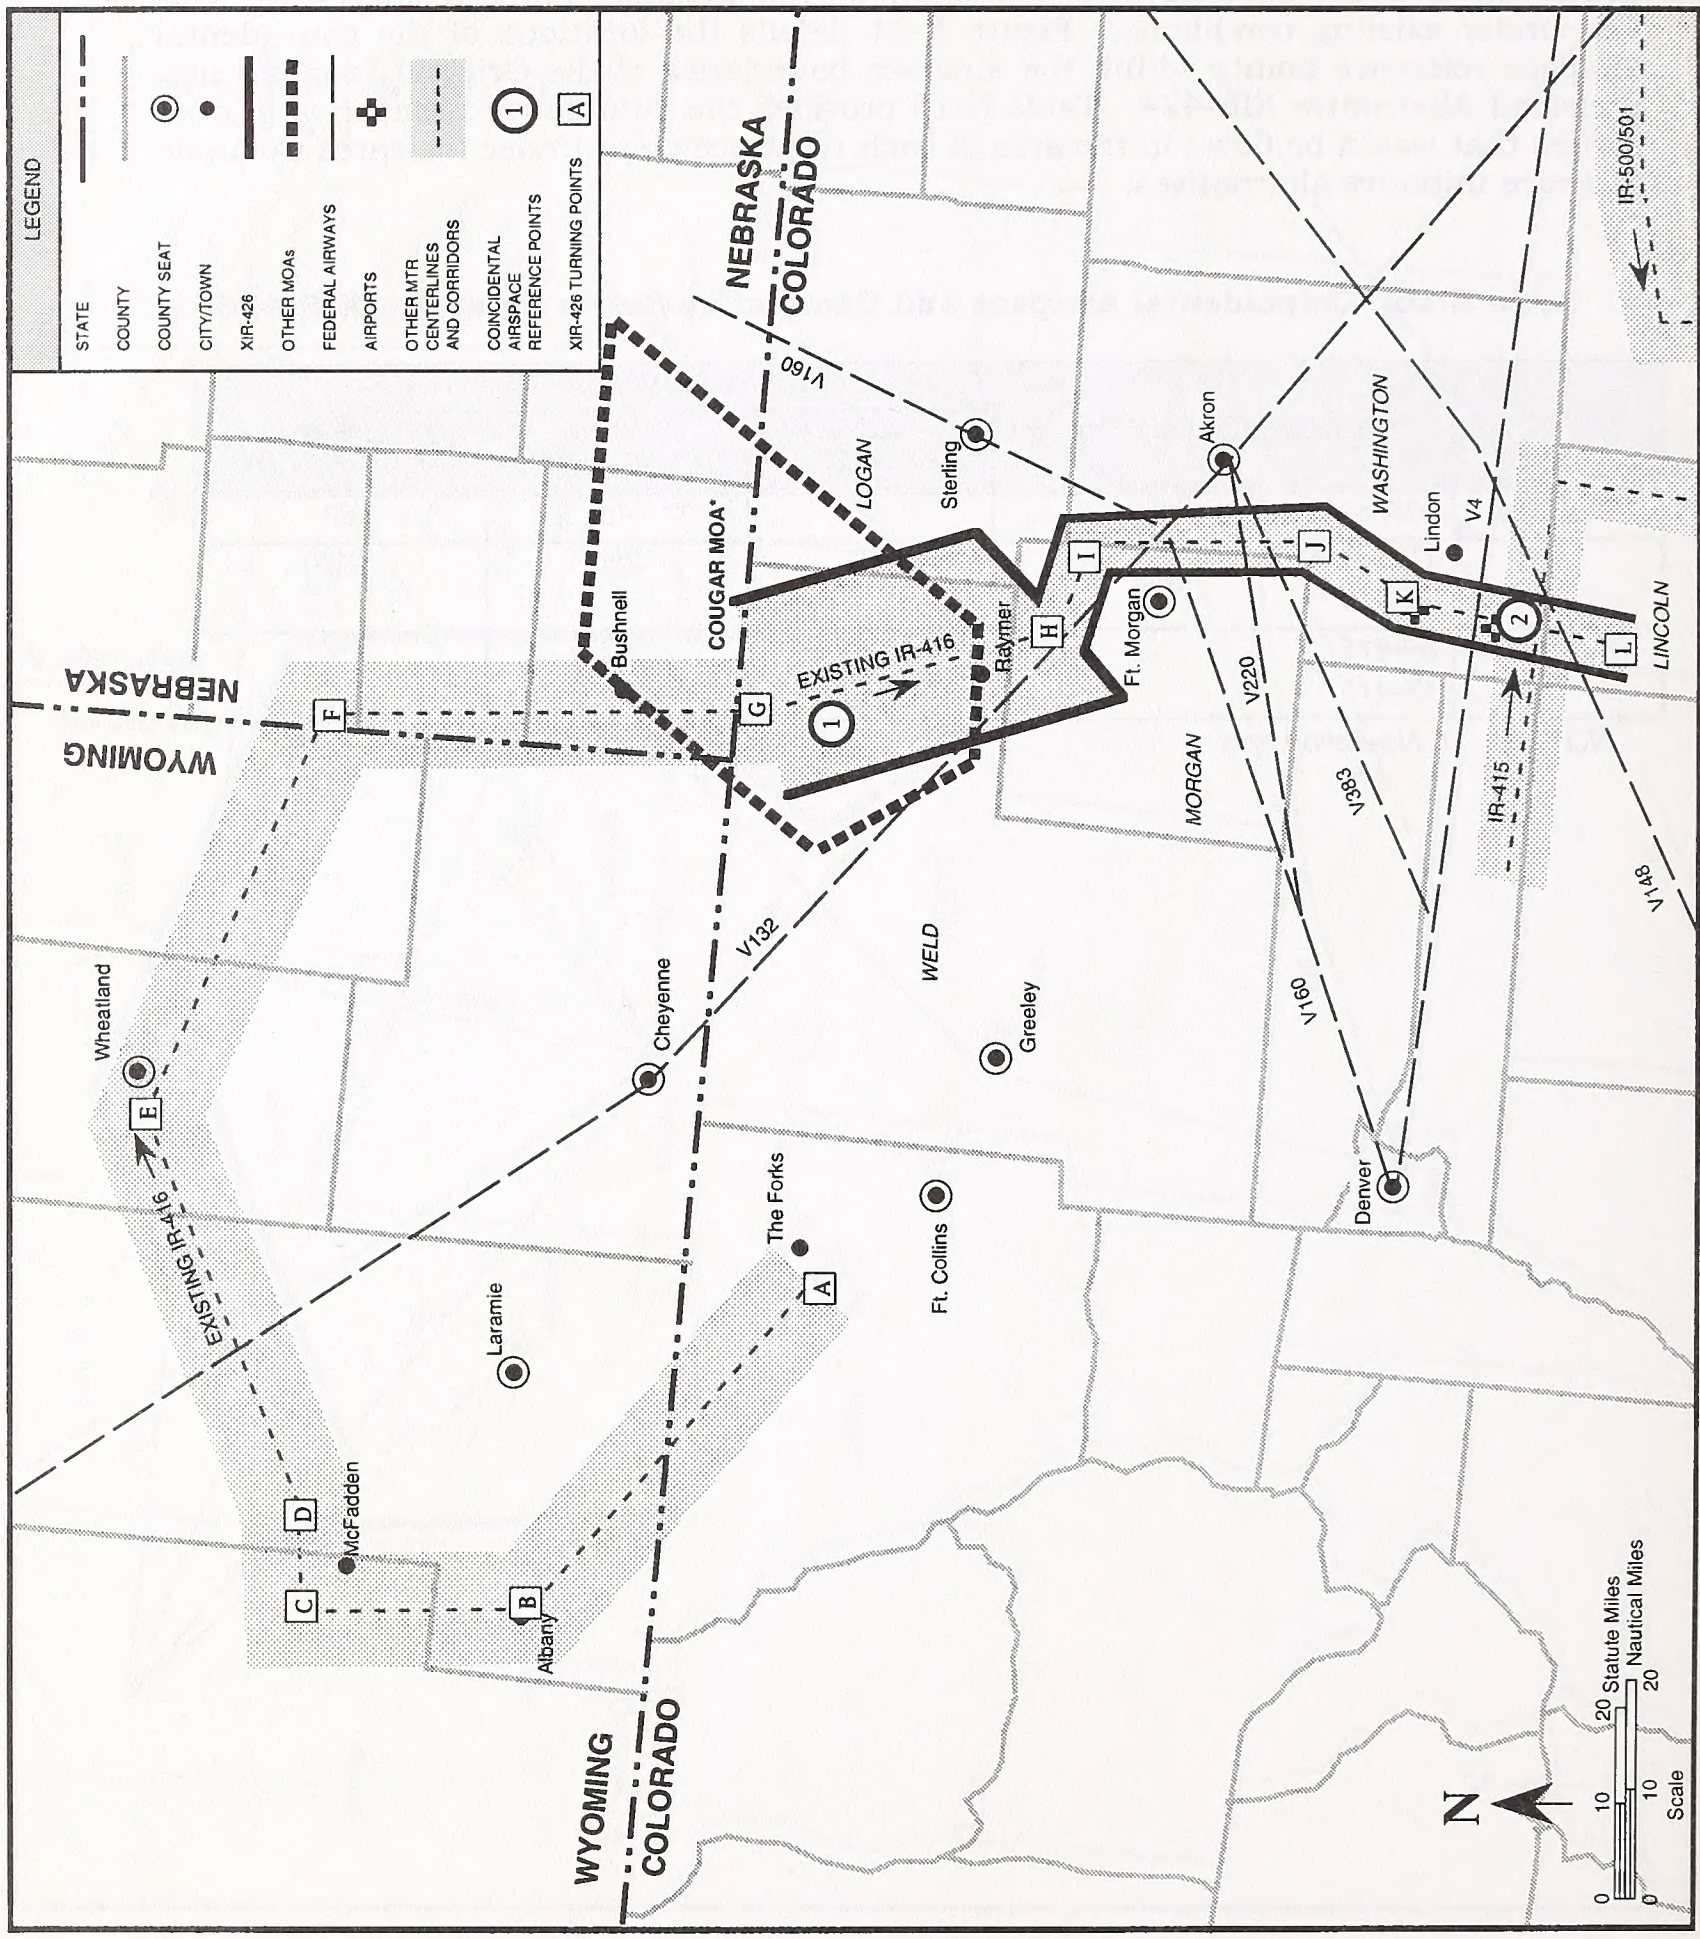 LEGEND
STATE
COUNTY
COUNTY SEAT
CITY/TOWN
XIR-426
OTHER MOAs
FEDERAL AIRWAYS
AIRPORTS
OTHER MTR
CENTERLINES
AND CORRIDORS
COINCIDENTAL
AIRSPACE
REFERENCE POINTS
1
XIR-426 TURNING POINTS
A
WYOMING
NEBRASKA
NEBRASKA
COLORADO
WYOMING
COLORADO
Wheatland
E
F
EXISTING IR-416
D
C
McFadden
Laramie
Cheyenne
B
Albany
The Forks
A
Ft. Collins
Greeley
WELD
Denver
Bushnell
COUGAR MOA
G
1
EXISTING IR-416
Raymer
H
LOGAN
Sterling
V160
V132
I
Akron
Ft. Morgan
MORGAN
WASHINGTON
J
K
Lindon
V4
V220
V383
V160
2
IR-415
L
LINCOLN
V148
IR-500/501
N
0 10 20 Statute Miles
0 10 20 Nautical Miles
Scale